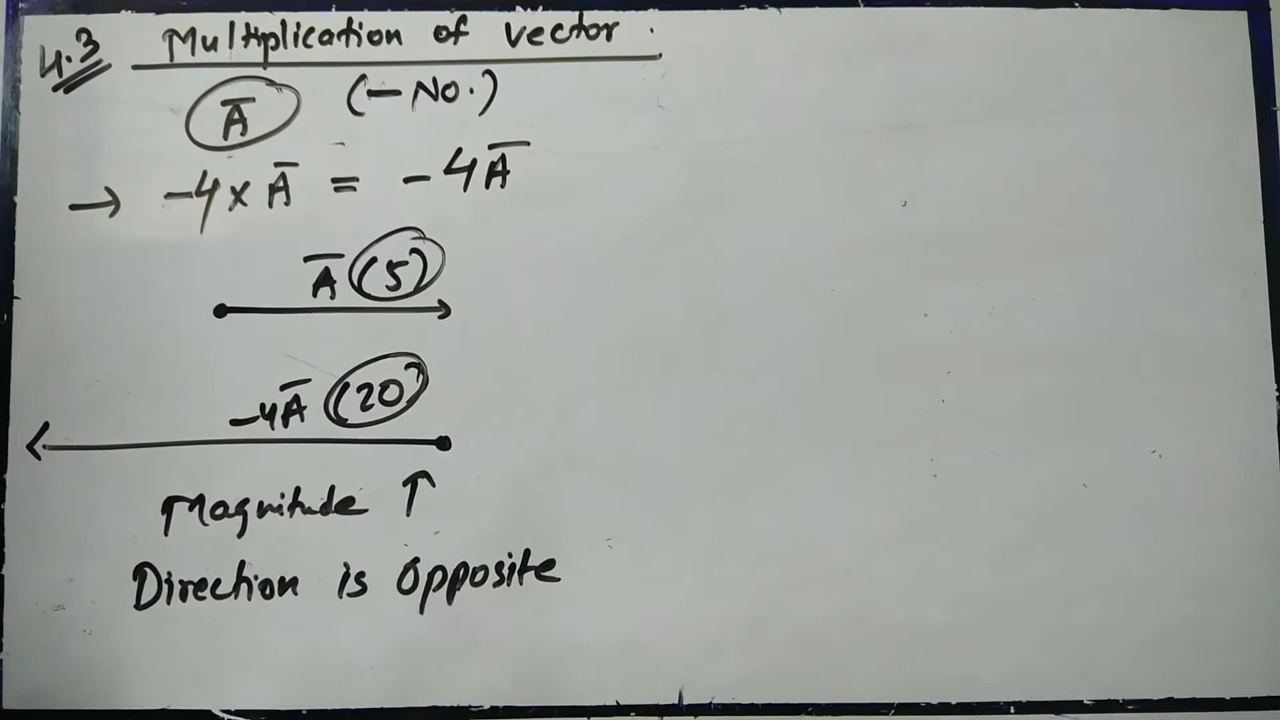 4.3 Multiplication of vector.
A̅ (-No.)
→ -4 x A̅ = -4A̅
A̅ (5)
-4A̅ (20)
Magnitude ↑
Direction is opposite